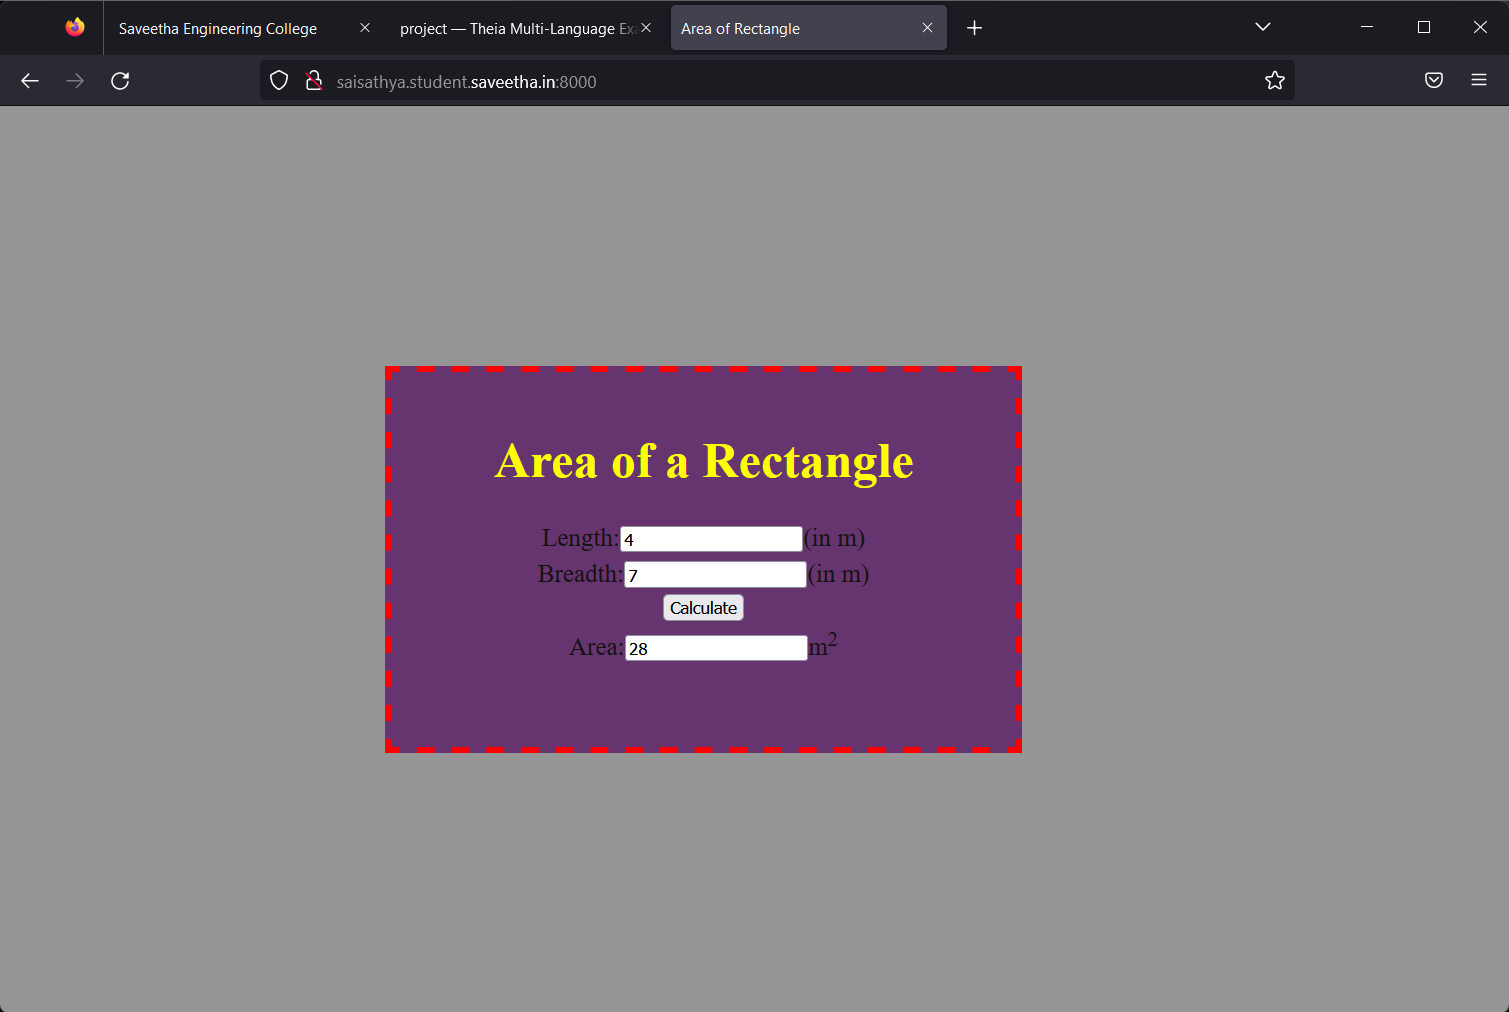 Saveetha Engineering College
project — Theia Multi-Language Ex
Area of Rectangle
saisathya.student.saveetha.in:8000
Area of a Rectangle
Length: 4 (in m)
Breadth: 7 (in m)
Calculate
Area: 28 m²